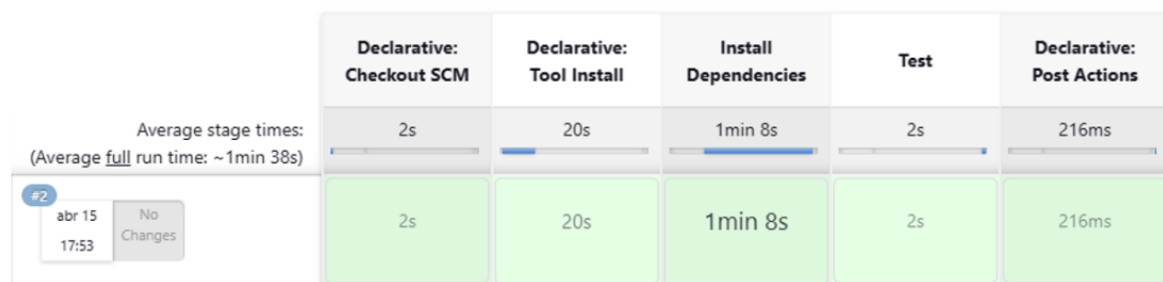 Declarative:
Checkout SCM
Declarative:
Tool Install
Install
Dependencies
Test
Declarative:
Post Actions
Average stage times:
(Average full run time: ~1min 38s)
2s
20s
1min 8s
2s
216ms
#2
abr 15
17:53
No
Changes
2s
20s
1min 8s
2s
216ms